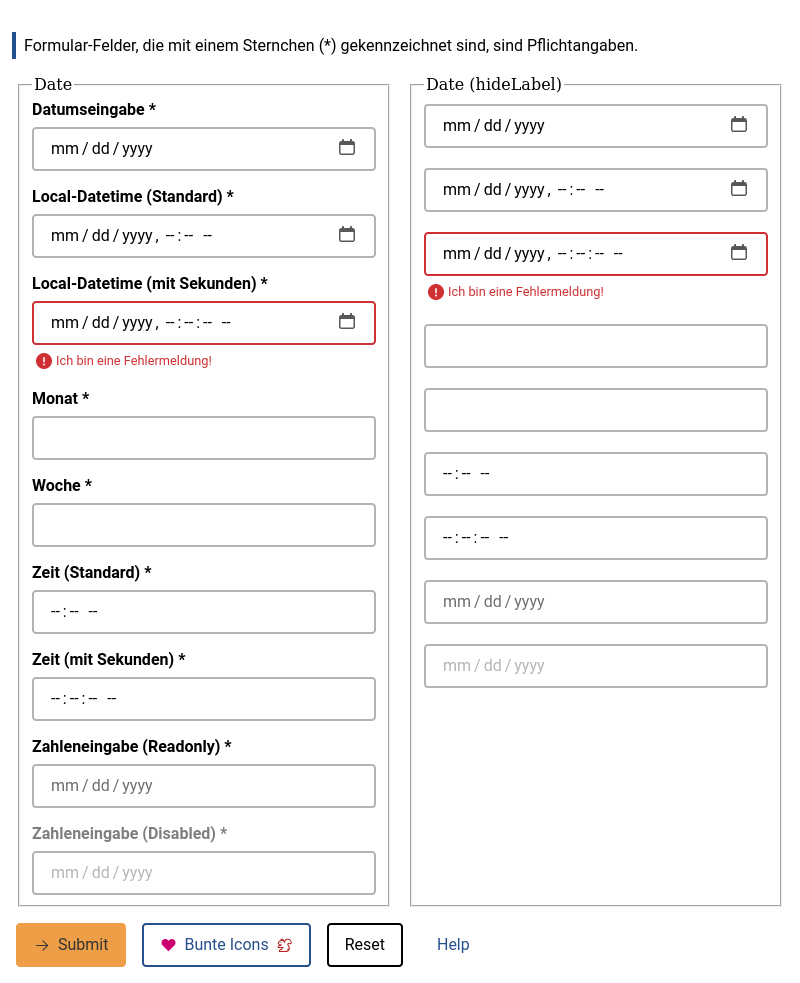 Formular-Felder, die mit einem Sternchen (*) gekennzeichnet sind, sind Pflichtangaben.
Date
Datumseingabe *
mm/dd/yyyy
Local-Datetime (Standard) *
mm/dd/yyyy, --:-- --
Local-Datetime (mit Sekunden) *
mm/dd/yyyy, --:--:-- --
Ich bin eine Fehlermeldung!
Monat *
Woche *
Zeit (Standard) *
--:-- --
Zeit (mit Sekunden) *
--:--:-- --
Zahleneingabe (Readonly) *
mm/dd/yyyy
Zahleneingabe (Disabled) *
mm/dd/yyyy
Date (hideLabel)
mm/dd/yyyy
mm/dd/yyyy, --:-- --
mm/dd/yyyy, --:--:-- --
Ich bin eine Fehlermeldung!
--:-- --
--:--:-- --
mm/dd/yyyy
mm/dd/yyyy
Submit
Bunte Icons
Reset
Help